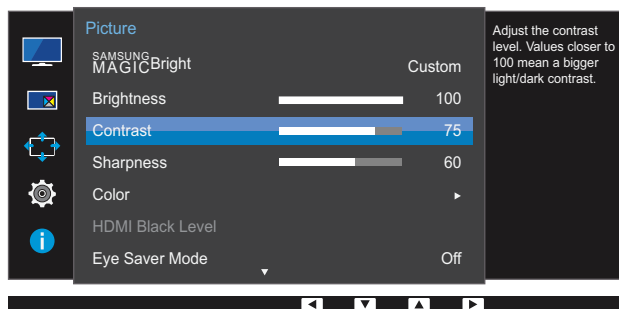 Picture
SAMSUNG
MAGICBright Custom
Brightness 100
Contrast 75
Sharpness 60
Color
HDMI Black Level
Eye Saver Mode Off
Adjust the contrast
level. Values closer to
100 mean a bigger
light/dark contrast.